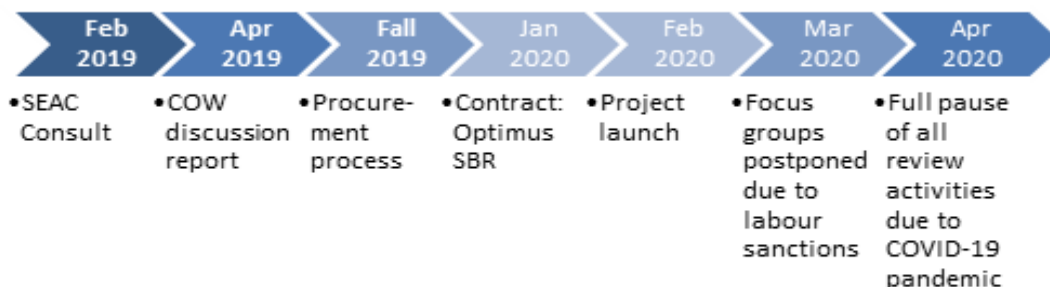 Feb
2019
Apr
2019
Fall
2019
Jan
2020
Feb
2020
Mar
2020
Apr
2020
•SEAC
Consult
•COW
discussion
report
•Procure-
ment
process
•Contract:
Optimus
SBR
•Project
launch
•Focus
groups
postponed
due to
labour
sanctions
•Full pause
of all
review
activities
due to
COVID-19
pandemic